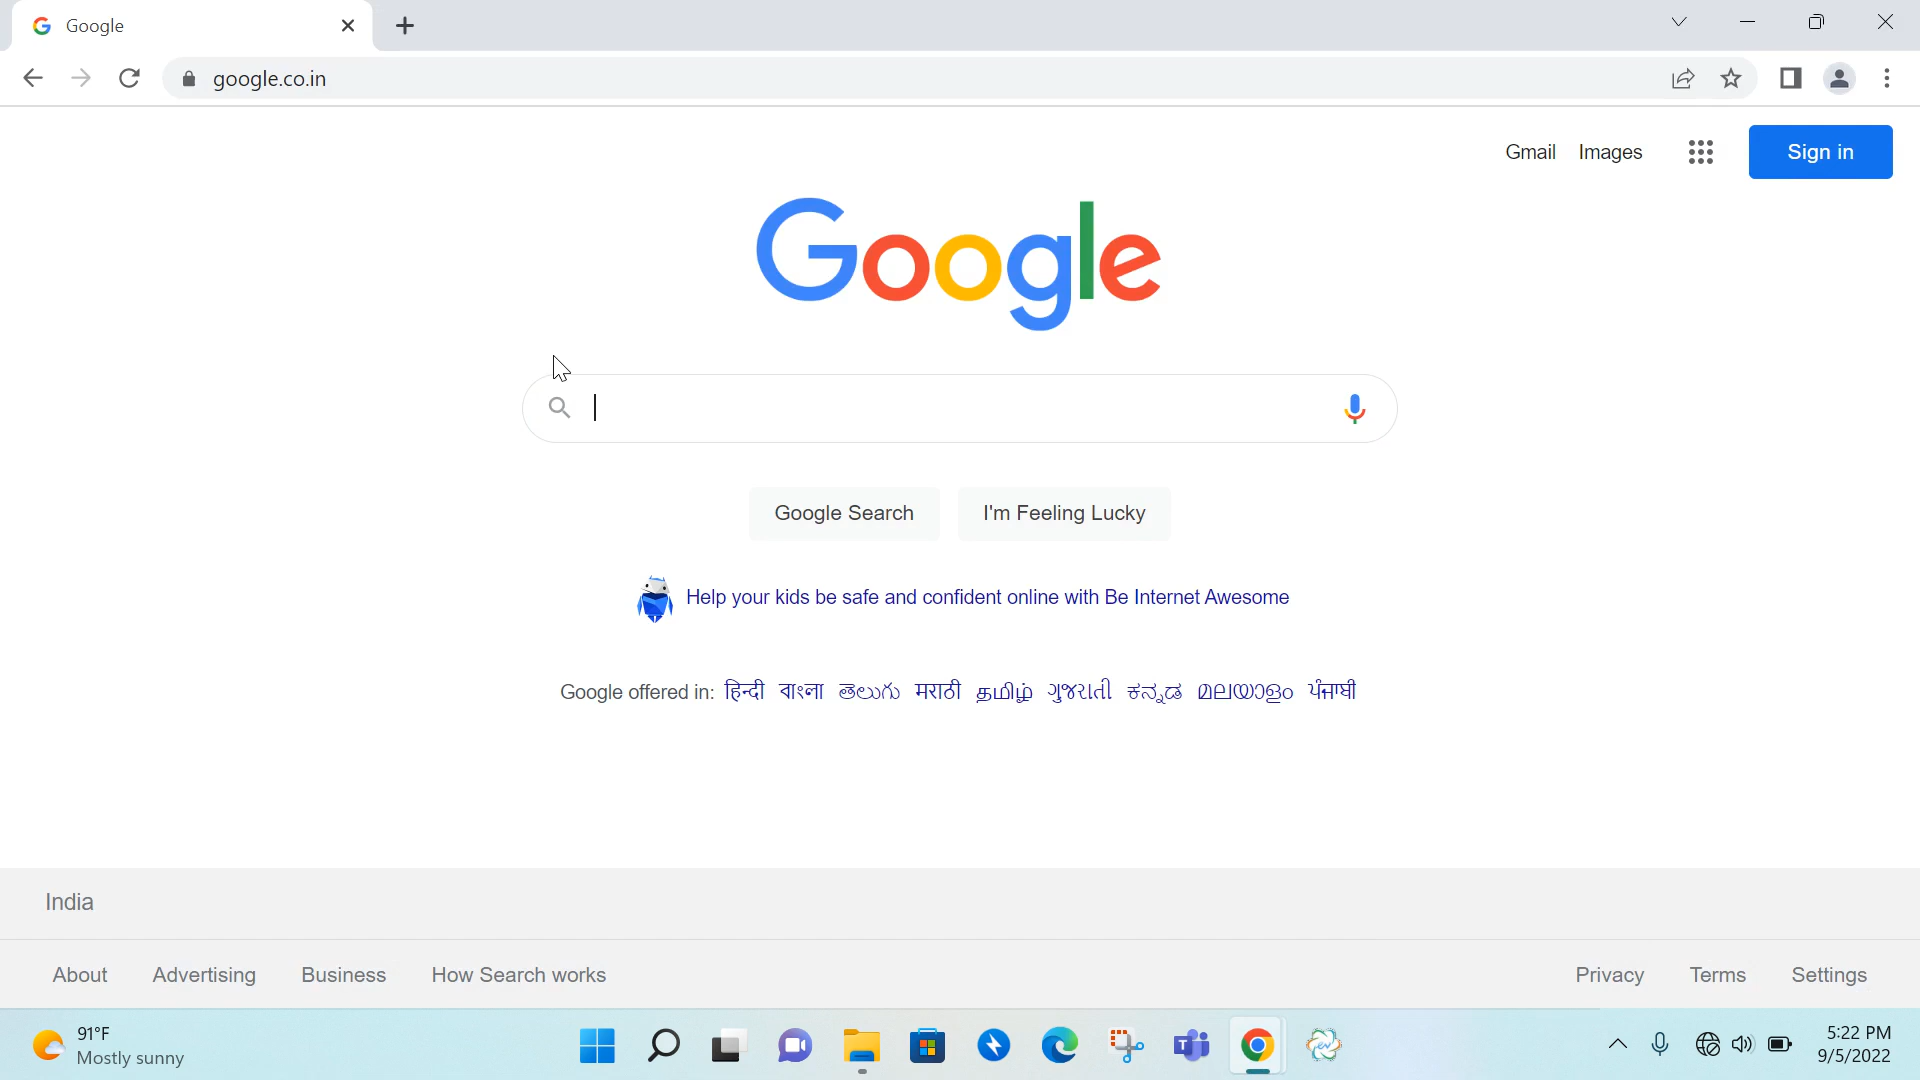 Google
google.co.in
Gmail Images Sign in
Google
Google Search I'm Feeling Lucky
Help your kids be safe and confident online with Be Internet Awesome
Google offered in: हिन्दी বাংলা తెలుగు मराठी தமிழ் ગુજરાતી ಕನ್ನಡ മലയാളം ਪੰਜਾਬੀ
India
About Advertising Business How Search works Privacy Terms Settings
91°F
Mostly sunny
5:22 PM
9/5/2022